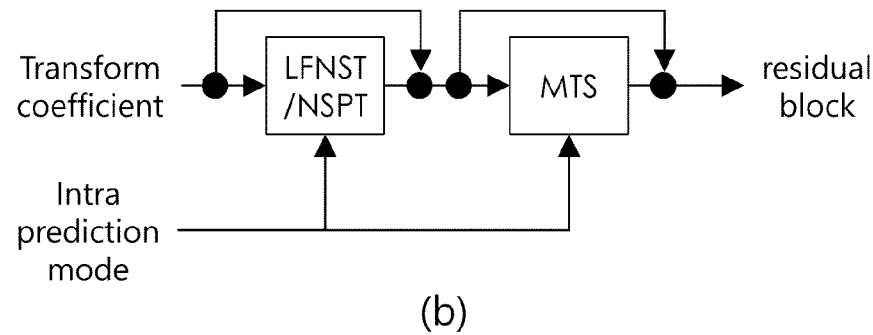 Transform
coefficient
LFNST
/NSPT
MTS
residual
block
Intra
prediction
mode
(b)